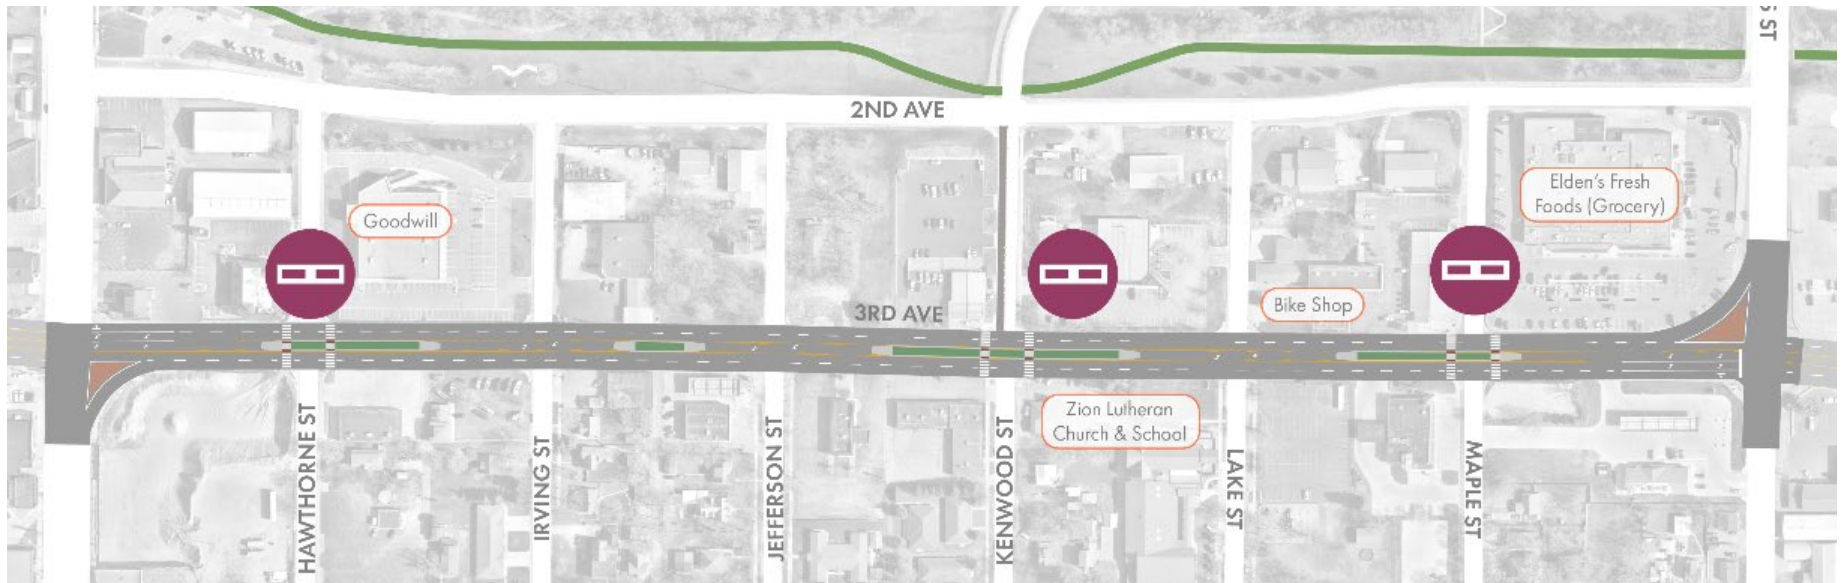 2ND AVE
Elden's Fresh
Foods (Grocery)
Goodwill
Bike Shop
3RD AVE
Zion Lutheran
Church & School
HAWTHORNE ST
IRVING ST
JEFFERSON ST
KENWOOD ST
LAKE ST
MAPLE ST
ST